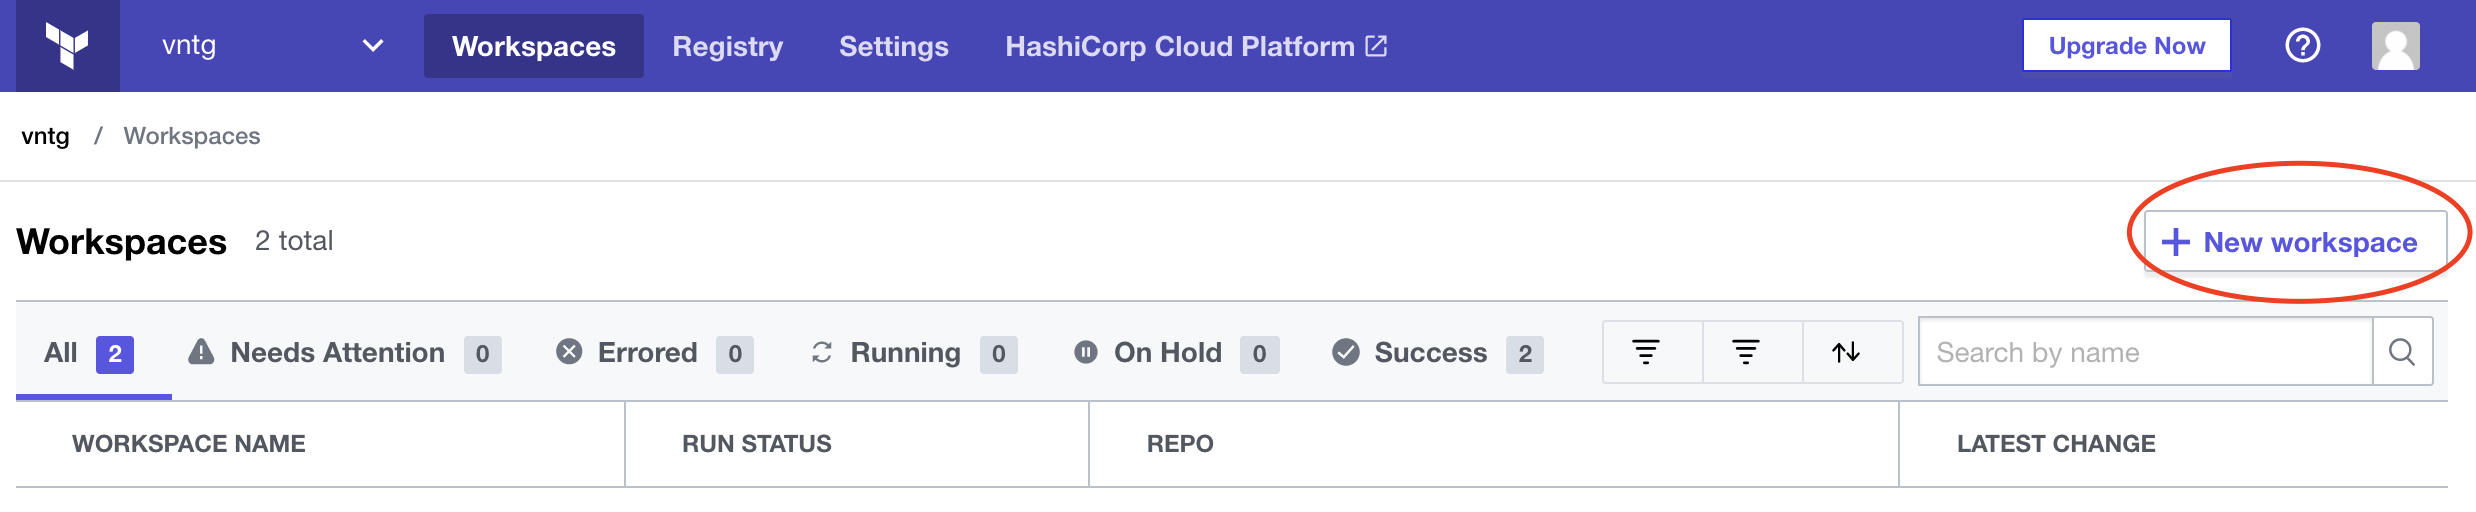 vntg Workspaces Registry Settings HashiCorp Cloud Platform Upgrade Now
vntg / Workspaces
Workspaces 2 total + New workspace
All 2 Needs Attention 0 Errored 0 Running 0 On Hold 0 Success 2 Search by name
WORKSPACE NAME RUN STATUS REPO LATEST CHANGE